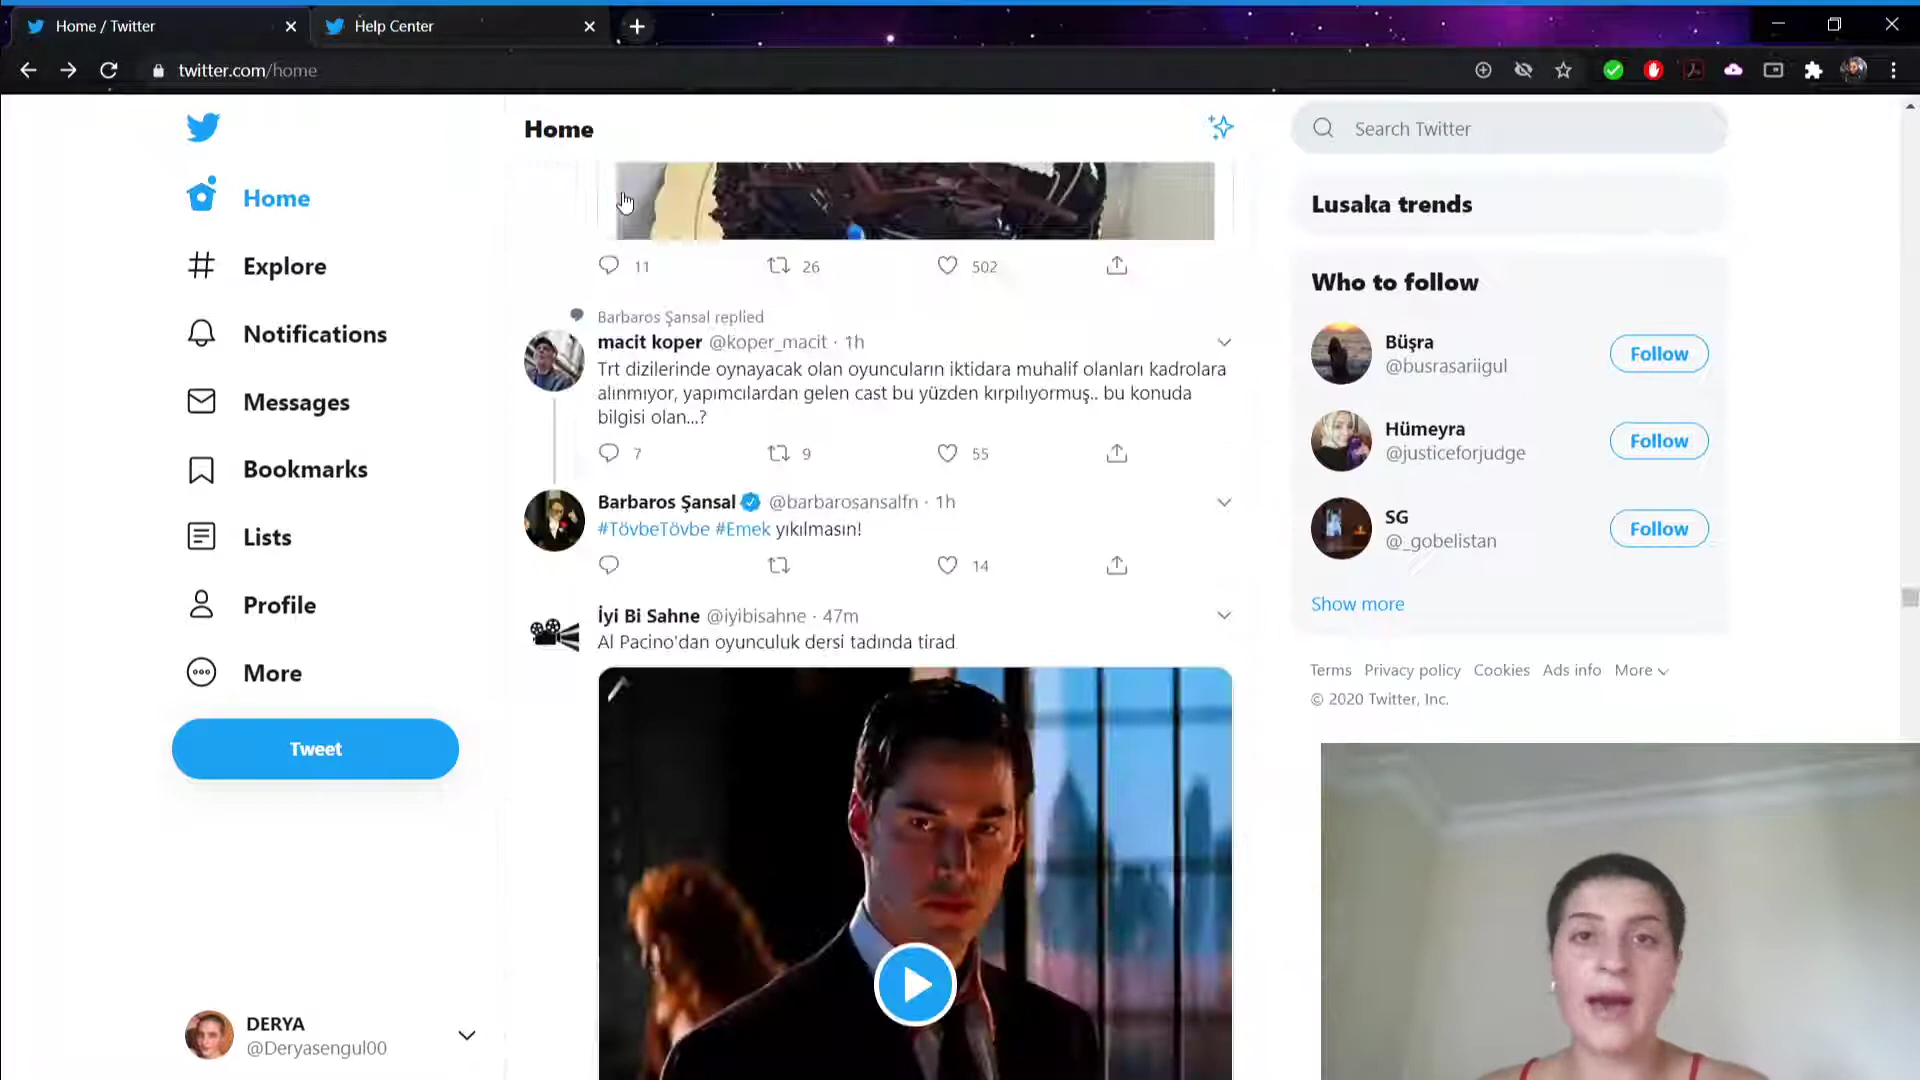 Home / Twitter
Help Center
twitter.com/home
Home
Explore
Notifications
Messages
Bookmarks
Lists
Profile
More
Tweet
DERYA
@Deryasengul00
Home
11 26 502
Barbaros Şansal replied
macit koper @koper_macit · 1h
Trt dizilerinde oynayacak olan oyuncuların iktidara muhalif olanları kadrolara
alınmıyor, yapımcılardan gelen cast bu yüzden kırpılıyormuş.. bu konuda
bilgisi olan...?
7 9 55
Barbaros Şansal @barbarosansalfn · 1h
#TövbeTövbe #Emek yıkılmasın!
14
İyi Bi Sahne @iyibisahne · 47m
Al Pacino'dan oyunculuk dersi tadında tirad
Search Twitter
Lusaka trends
Who to follow
Büşra
@busrasariigul
Follow
Hümeyra
@justiceforjudge
Follow
SG
@_gobelistan
Follow
Show more
Terms Privacy policy Cookies Ads info More
© 2020 Twitter, Inc.